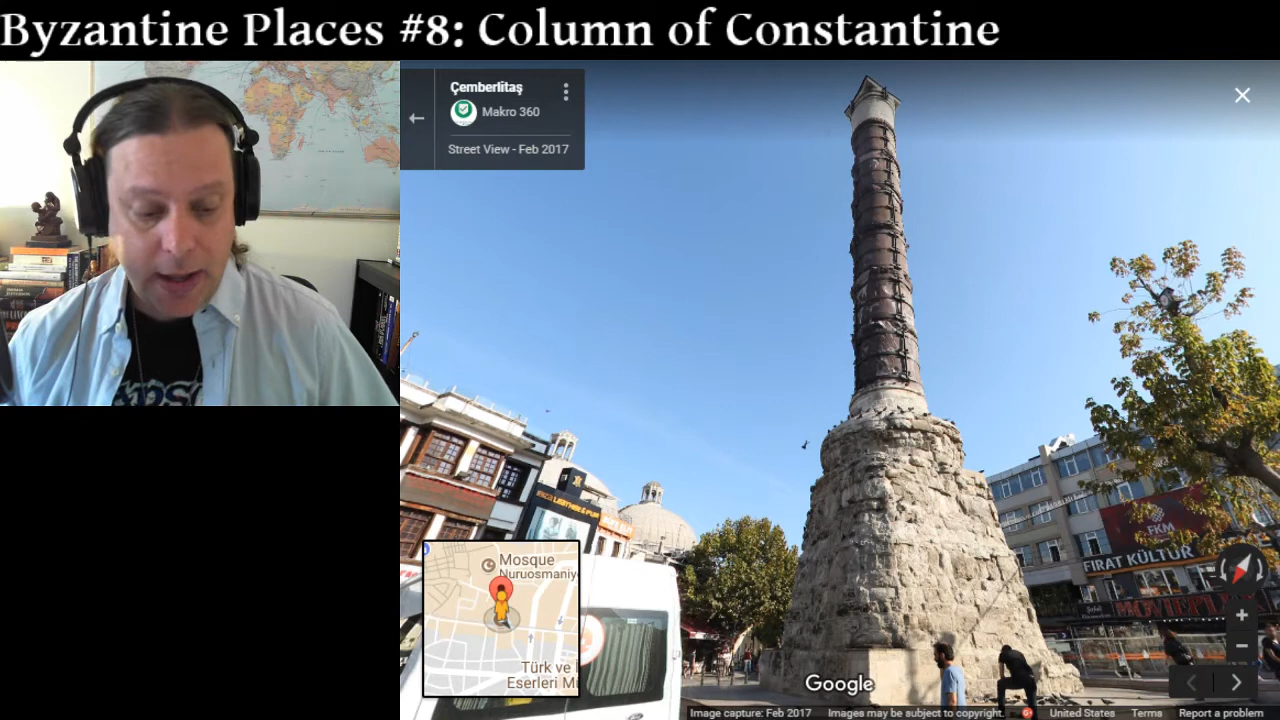 Byzantine Places #8: Column of Constantine
Çemberlitaş
Makro 360
Street View - Feb 2017
FKM
FIRAT KÜLTÜR
Mosque
Nuruosmaniy
Türk ve İ
Eserleri Mü
Google
Image capture: Feb 2017 Images may be subject to copyright. United States Terms Report a problem